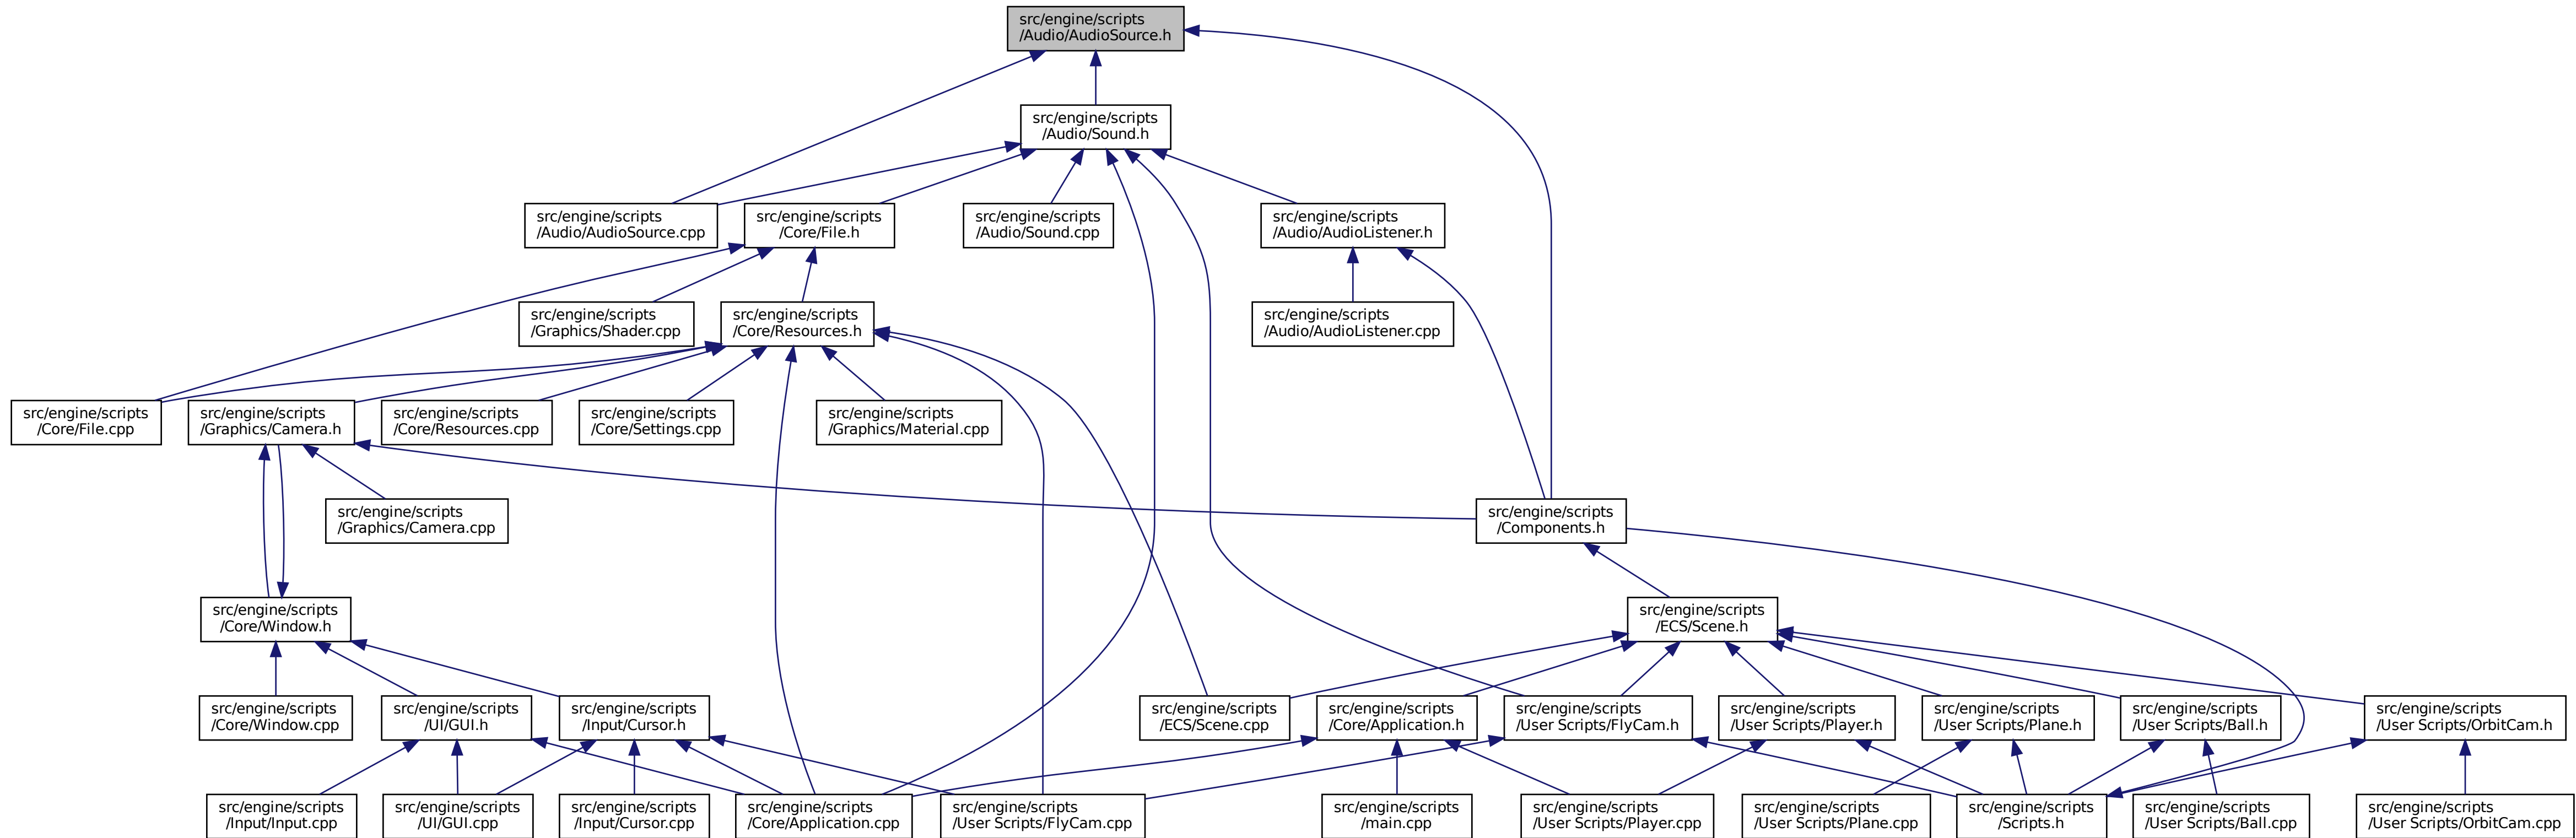 src/engine/scripts
/Audio/AudioSource.h
src/engine/scripts
/Audio/Sound.h
src/engine/scripts
/Audio/AudioSource.cpp
src/engine/scripts
/Core/File.h
src/engine/scripts
/Audio/Sound.cpp
src/engine/scripts
/Audio/AudioListener.h
src/engine/scripts
/Graphics/Shader.cpp
src/engine/scripts
/Core/Resources.h
src/engine/scripts
/Audio/AudioListener.cpp
src/engine/scripts
/Core/File.cpp
src/engine/scripts
/Graphics/Camera.h
src/engine/scripts
/Core/Resources.cpp
src/engine/scripts
/Core/Settings.cpp
src/engine/scripts
/Graphics/Material.cpp
src/engine/scripts
/Graphics/Camera.cpp
src/engine/scripts
/Components.h
src/engine/scripts
/Core/Window.h
src/engine/scripts
/ECS/Scene.h
src/engine/scripts
/Core/Window.cpp
src/engine/scripts
/UI/GUI.h
src/engine/scripts
/Input/Cursor.h
src/engine/scripts
/ECS/Scene.cpp
src/engine/scripts
/Core/Application.h
src/engine/scripts
/User Scripts/FlyCam.h
src/engine/scripts
/User Scripts/Player.h
src/engine/scripts
/User Scripts/Plane.h
src/engine/scripts
/User Scripts/Ball.h
src/engine/scripts
/User Scripts/OrbitCam.h
src/engine/scripts
/Input/Input.cpp
src/engine/scripts
/UI/GUI.cpp
src/engine/scripts
/Input/Cursor.cpp
src/engine/scripts
/Core/Application.cpp
src/engine/scripts
/User Scripts/FlyCam.cpp
src/engine/scripts
/main.cpp
src/engine/scripts
/User Scripts/Player.cpp
src/engine/scripts
/User Scripts/Plane.cpp
src/engine/scripts
/Scripts.h
src/engine/scripts
/User Scripts/Ball.cpp
src/engine/scripts
/User Scripts/OrbitCam.cpp